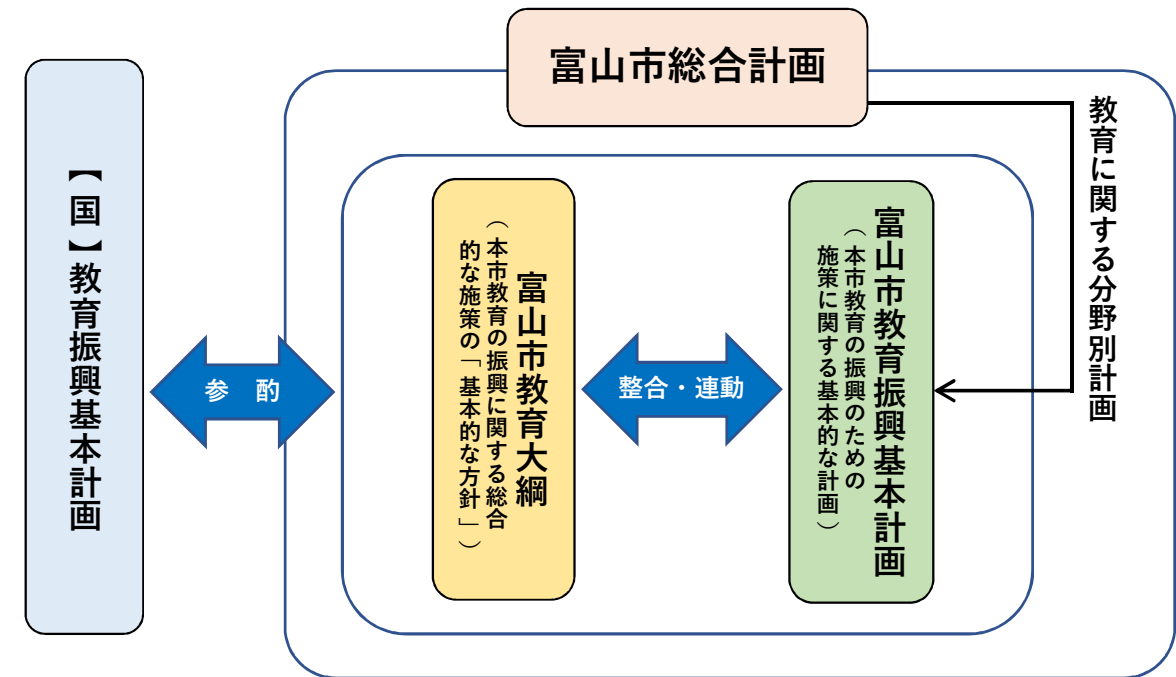 富山市総合計画
【国】教育振興基本計画
参 酌
富山市教育大綱
（本市教育の振興に関する総合
的な施策の「基本的な方針」）
整合・連動
富山市教育振興基本計画
（本市教育の振興のための
施策に関する基本的な計画）
教育に関する分野別計画